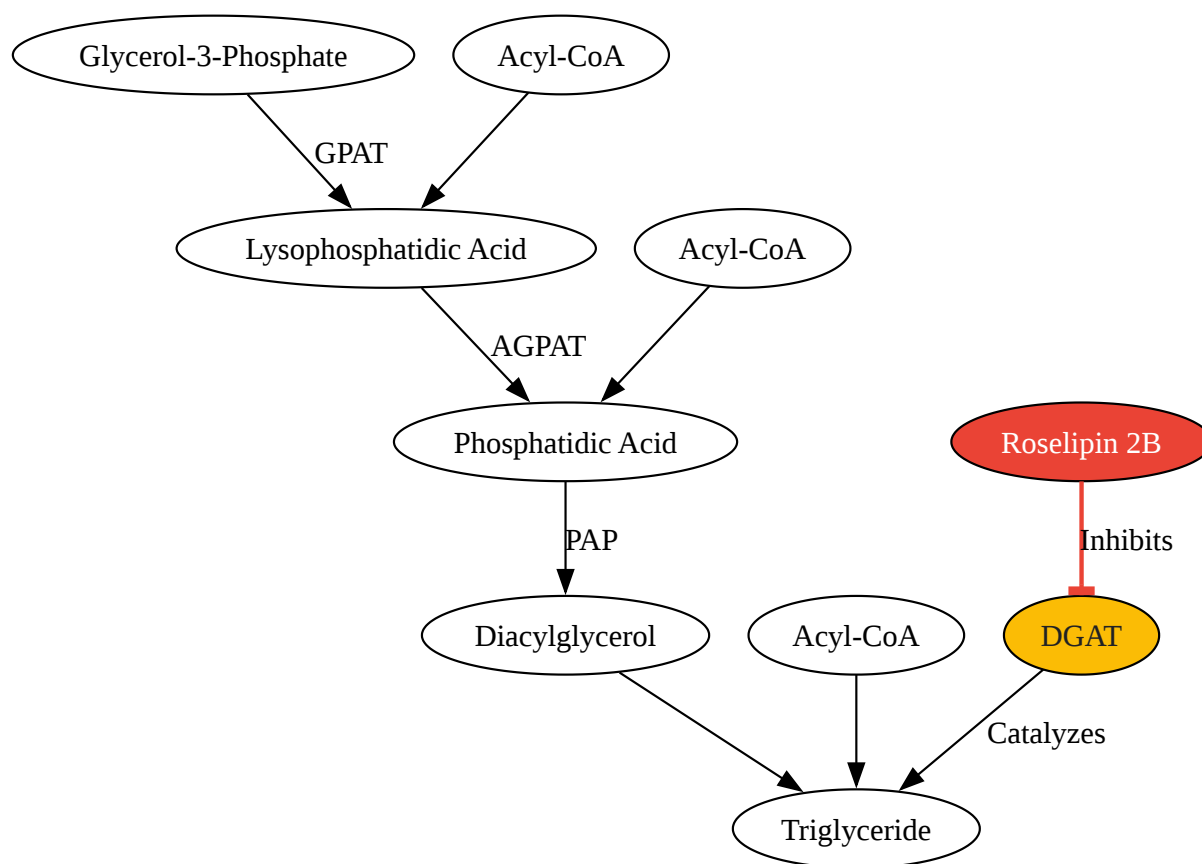 Glycerol-3-Phosphate
Acyl-CoA
GPAT
Lysophosphatidic Acid
Acyl-CoA
AGPAT
Phosphatidic Acid
Roselipin 2B
PAP
Inhibits
Diacylglycerol
Acyl-CoA
DGAT
Catalyzes
Triglyceride